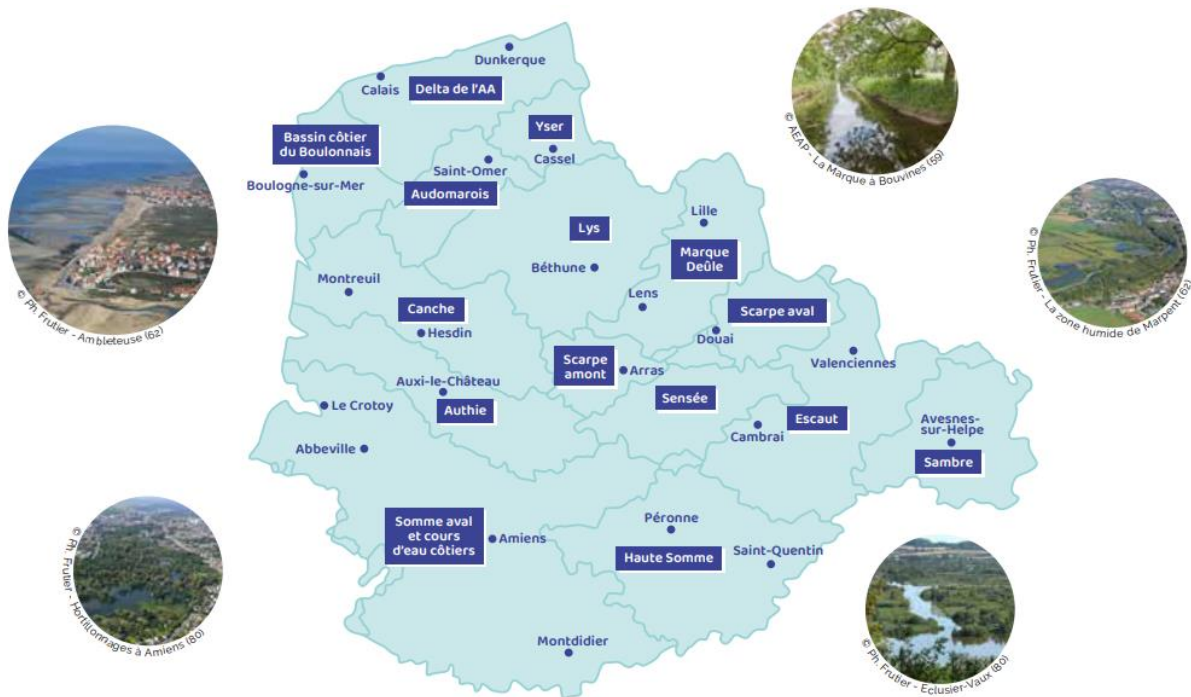 Dunkerque
Calais
Delta de l'AA
© AEAP - La Marque à Bouvines (59)
Yser
Bassin côtier
du Boulonnais
Cassel
Saint-Omer
Boulogne-sur-Mer
Audomarois
© Ph. Frutier - Ambleteuse (62)
Lille
Lys
Marque
Deûle
© Ph. Frutier - La zone humide de Marpent (62)
Béthune
Montreuil
Lens
Canche
Scarpe aval
Hesdin
Douai
Scarpe
amont
Valenciennes
Arras
Auxi-le-Château
Sensée
Le Crotoy
Authie
Escaut
Avesnes-
sur-Helpe
Cambrai
Abbeville
Sambre
Somme aval
et cours
d'eau côtiers
Péronne
Amiens
Saint-Quentin
Haute Somme
© Ph. Frutier - Hortillonnages à Amiens (80)
© Ph. Frutier - Eclusier-Vaux (80)
Montdidier